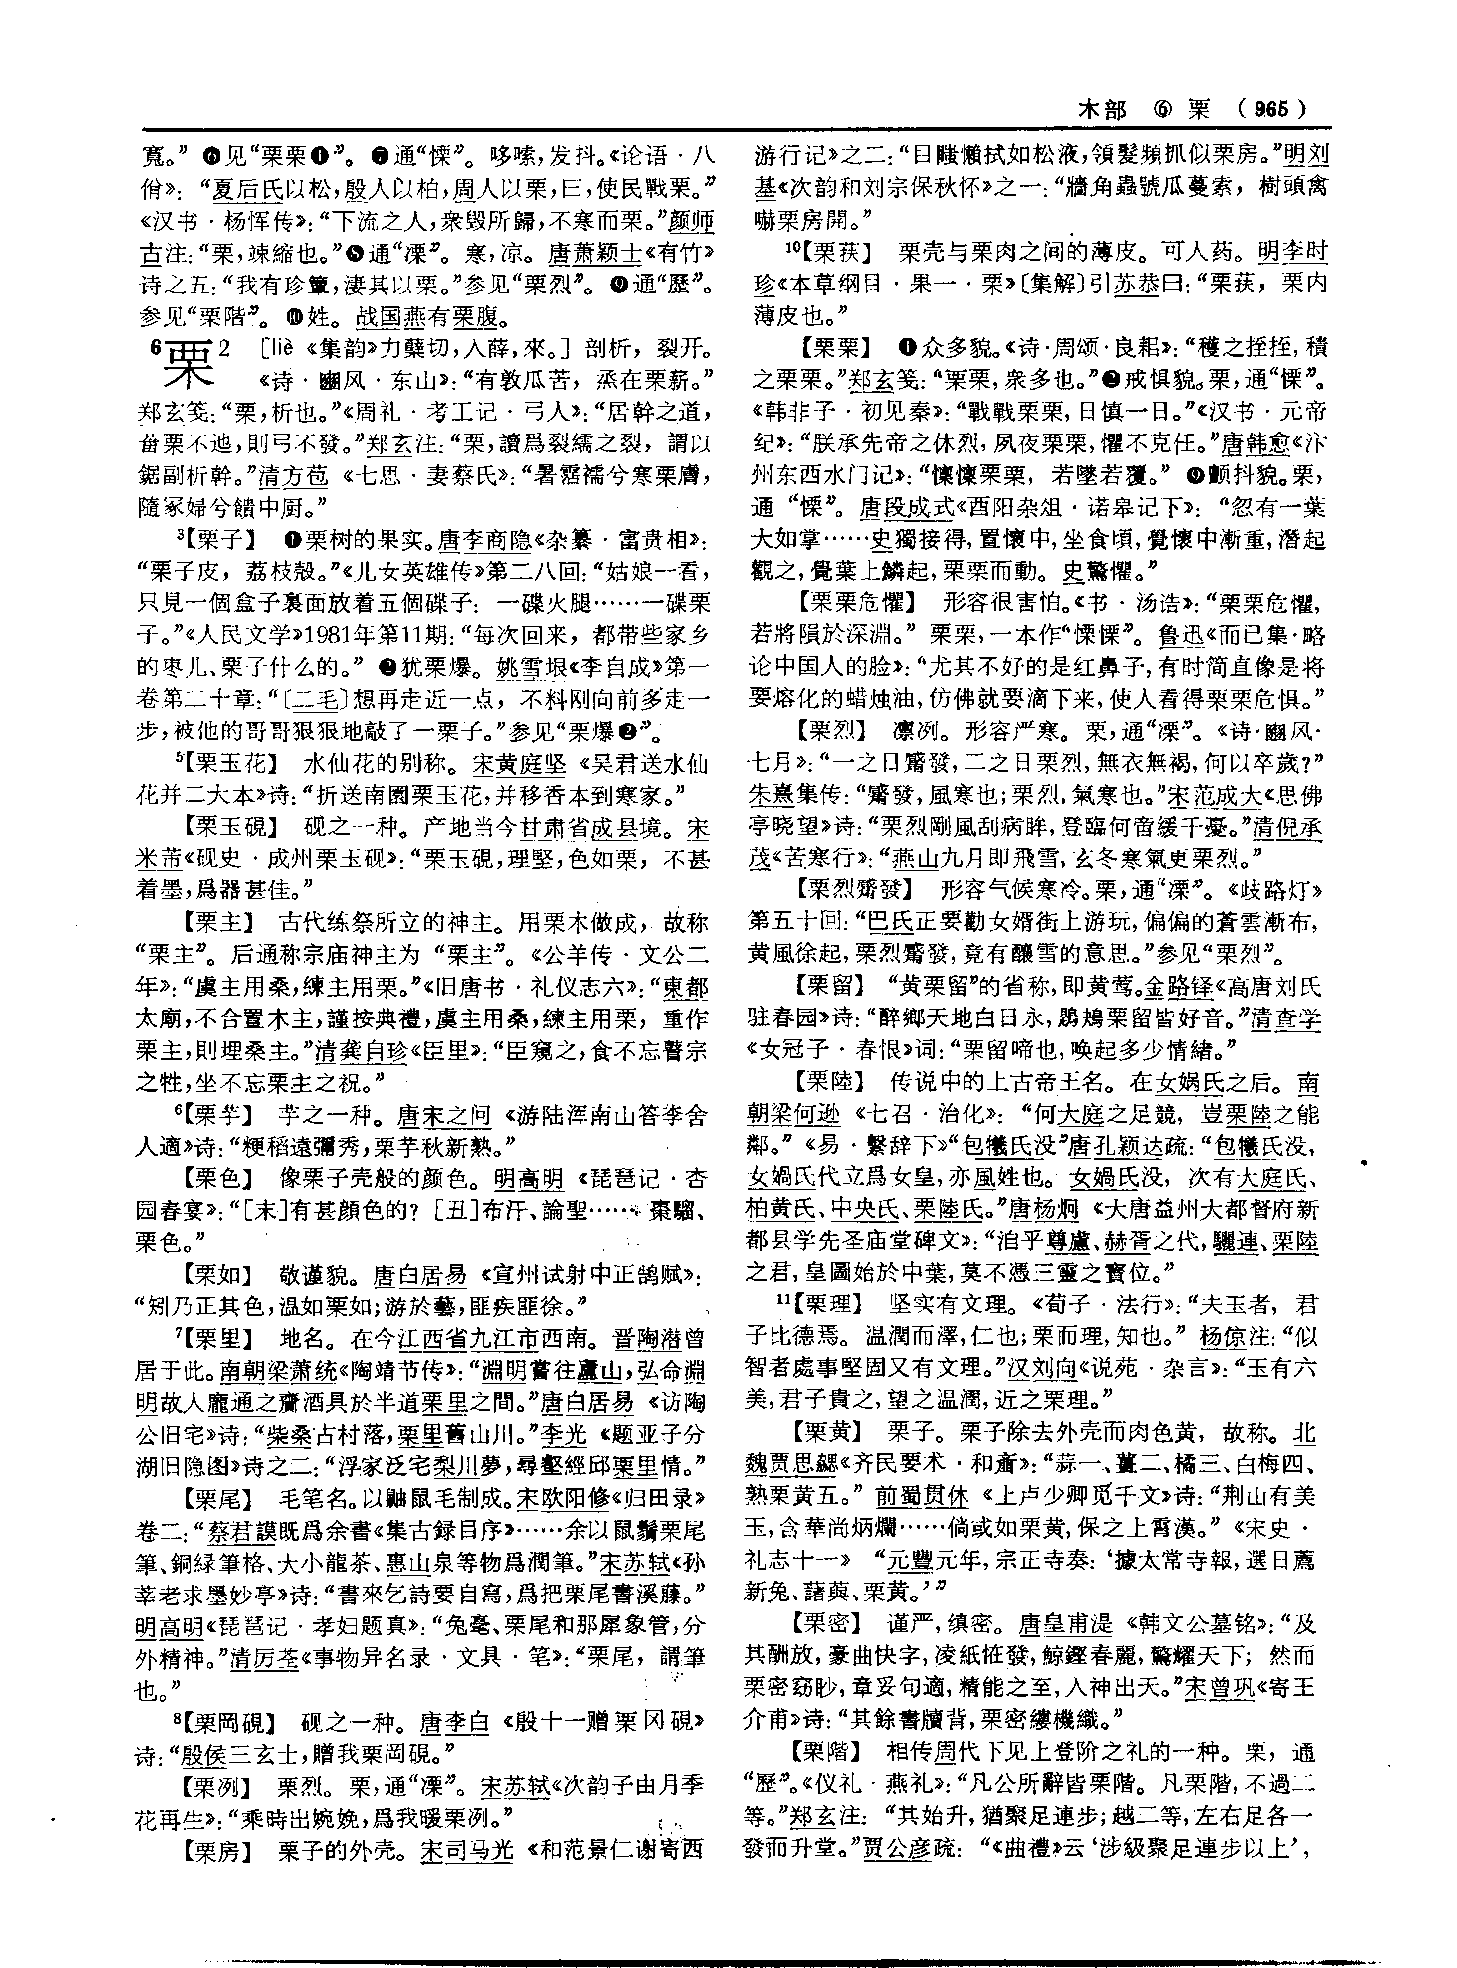 木部 ⑥ 栗 （965）
寬。”❻见“栗栗❶”。❼通“慄”。哆嗦，发抖。《论语·八
佾》：“夏后氏以松，殷人以柏，周人以栗，曰，使民戰栗。”
《汉书·杨恽传》：“下流之人，衆毁所歸，不寒而栗。”颜师
古注：“栗，竦縮也。”❽通“凓”。寒，凉。唐萧颖士《有竹》
诗之五：“我有珍簟，淒其以栗。”参见“栗烈”。❾通“歷”。
参见“栗階”。❿姓。战国燕有栗腹。
6栗2 ［liè《集韵》力蘖切，入薛，來。］剖析，裂开。
《诗·豳风·东山》：“有敦瓜苦，烝在栗薪。”
郑玄笺：“栗，析也。”《周礼·考工记·弓人》：“居幹之道，
菑栗不迆，則弓不發。”郑玄注：“栗，讀爲裂繻之裂，謂以
鋸副析幹。”清方苞《七思·妻蔡氏》：“暑霑襦兮寒栗膚，
隨冢婦兮饋中厨。”
3【栗子】 ❶栗树的果实。唐李商隐《杂纂·富贵相》：
“栗子皮，荔枝殻。”《儿女英雄传》第二八回：“姑娘一看，
只見一個盒子裏面放着五個碟子：一碟火腿……一碟栗
子。”《人民文学》1981年第11期：“每次回来，都带些家乡
的枣儿、栗子什么的。”❷犹栗爆。姚雪垠《李自成》第一
卷第二十章：“〔二毛〕想再走近一点，不料刚向前多走一
步，被他的哥哥狠狠地敲了一栗子。”参见“栗爆❷”。
5【栗玉花】 水仙花的别称。宋黄庭坚《吴君送水仙
花并二大本》诗：“折送南園栗玉花，并移香本到寒家。”
【栗玉硯】 砚之一种。产地当今甘肃省成县境。宋
米芾《砚史·成州栗玉砚》：“栗玉硯，理堅，色如栗，不甚
着墨，爲器甚佳。”
【栗主】 古代练祭所立的神主。用栗木做成，故称
“栗主”。后通称宗庙神主为“栗主”。《公羊传·文公二
年》：“虞主用桑，練主用栗。”《旧唐书·礼仪志六》：“東都
太廟，不合置木主，謹按典禮，虞主用桑，練主用栗，重作
栗主，則埋桑主。”清龚自珍《臣里》：“臣窺之，食不忘瞽宗
之牲，坐不忘栗主之祝。”
6【栗芋】 芋之一种。唐宋之问《游陆浑南山答李舍
人適》诗：“粳稻遠彌秀，栗芋秋新熟。”
【栗色】 像栗子壳般的颜色。明高明《琵琶记·杏
园春宴》：“［末］有甚顔色的？［丑］布汗、論聖……棗騮、
栗色。”
【栗如】 敬谨貌。唐白居易《宣州试射中正鹄赋》：
“矧乃正其色，温如栗如；游於藝，匪疾匪徐。”
7【栗里】 地名。在今江西省九江市西南。晋陶潜曾
居于此。南朝梁萧统《陶靖节传》：“淵明嘗往廬山，弘命淵
明故人龐通之齎酒具於半道栗里之間。”唐白居易《访陶
公旧宅》诗：“柴桑古村落，栗里舊山川。”李光《题亚子分
湖旧隐图》诗之二：“浮家泛宅梨川夢，尋壑經邱栗里情。”
【栗尾】 毛笔名。以鼬鼠毛制成。宋欧阳修《归田录》
卷二：“蔡君謨既爲余書《集古録目序》……余以鼠鬚栗尾
筆、銅緑筆格、大小龍茶、惠山泉等物爲潤筆。”宋苏轼《孙
莘老求墨妙亭》诗：“書來乞詩要自寫，爲把栗尾書溪藤。”
明高明《琵琶记·孝妇题真》：“兔毫、栗尾和那犀象管，分
外精神。”清厉荃《事物异名录·文具·笔》：“栗尾，謂筆
也。”
8【栗岡硯】 砚之一种。唐李白《殷十一赠栗冈硯》
诗：“殷侯三玄士，贈我栗岡硯。”
【栗冽】 栗烈。栗，通“凓”。宋苏轼《次韵子由月季
花再生》：“乘時出婉娩，爲我暖栗冽。”
【栗房】 栗子的外壳。宋司马光《和范景仁谢寄西
游行记》之二：“日瞇懶拭如松液，領髮頻抓似栗房。”明刘
基《次韵和刘宗保秋怀》之一：“牆角蟲號瓜蔓索，樹頭禽
嚇栗房開。”
10【栗荴】 栗壳与栗肉之间的薄皮。可入药。明李时
珍《本草纲目·果一·栗》〔集解〕引苏恭曰：“栗荴，栗内
薄皮也。”
【栗栗】 ❶众多貌。《诗·周颂·良耜》：“穫之挃挃，積
之栗栗。”郑玄笺：“栗栗，衆多也。”❷戒惧貌。栗，通“慄”。
《韩非子·初见秦》：“戰戰栗栗，日慎一日。”《汉书·元帝
纪》：“朕承先帝之休烈，夙夜栗栗，懼不克任。”唐韩愈《汴
州东西水门记》：“懍懍栗栗，若墜若覆。”❸颤抖貌。栗，
通“慄”。唐段成式《酉阳杂俎·诺皋记下》：“忽有一葉
大如掌……史獨接得，置懷中，坐食頃，覺懷中漸重，潛起
觀之，覺葉上鱗起，栗栗而動。史驚懼。”
【栗栗危懼】 形容很害怕。《书·汤诰》：“栗栗危懼，
若將隕於深淵。”栗栗，一本作“慄慄”。鲁迅《而已集·略
论中国人的脸》：“尤其不好的是红鼻子，有时简直像是将
要熔化的蜡烛油，仿佛就要滴下来，使人看得栗栗危惧。”
【栗烈】 凛冽。形容严寒。栗，通“凓”。《诗·豳风·
七月》：“一之日觱發，二之日栗烈，無衣無褐，何以卒歲？”
朱熹集传：“觱發，風寒也；栗烈，氣寒也。”宋范成大《思佛
亭晓望》诗：“栗烈剛風刮病眸，登臨何啻緩千憂。”清倪承
茂《苦寒行》：“燕山九月即飛雪，玄冬寒氣更栗烈。”
【栗烈觱發】 形容气候寒冷。栗，通“凓”。《歧路灯》
第五十回：“巴氏正要勸女婿街上游玩，偏偏的蒼雲漸布，
黄風徐起，栗烈觱發，竟有釀雪的意思。”参见“栗烈”。
【栗留】 “黄栗留”的省称，即黄莺。金路铎《高唐刘氏
驻春园》诗：“醉鄉天地白日永，鶗鴂栗留皆好音。”清查学
《女冠子·春恨》词：“栗留啼也，唤起多少情緒。”
【栗陸】 传说中的上古帝王名。在女娲氏之后。南
朝梁何逊《七召·治化》：“何大庭之足競，豈栗陸之能
鄰。”《易·繫辞下》“包犧氏没”唐孔颖达疏：“包犧氏没，
女媧氏代立爲女皇，亦風姓也。女媧氏没，次有大庭氏、
柏黄氏、中央氏、栗陸氏。”唐杨炯《大唐益州大都督府新
都县学先圣庙堂碑文》：“洎乎尊盧、赫胥之代，驪連、栗陸
之君，皇圖始於中葉，莫不憑三靈之寶位。”
11【栗理】 坚实有文理。《荀子·法行》：“夫玉者，君
子比德焉。温潤而澤，仁也；栗而理，知也。”杨倞注：“似
智者處事堅固又有文理。”汉刘向《说苑·杂言》：“玉有六
美，君子貴之，望之温潤，近之栗理。”
【栗黄】 栗子。栗子除去外壳而肉色黄，故称。北
魏贾思勰《齐民要术·和齑》：“蒜一、薑二、橘三、白梅四、
熟栗黄五。”前蜀贯休《上卢少卿觅千文》诗：“荆山有美
玉，含華尚炳爛……倘或如栗黄，保之上霄漢。”《宋史·
礼志十一》“元豐元年，宗正寺奏：‘據太常寺報，選日薦
新兔、藷藇、栗黄。’”
【栗密】 谨严，缜密。唐皇甫湜《韩文公墓铭》：“及
其酬放，豪曲快字，凌紙恠發，鯨鏗春麗，驚耀天下；然而
栗密窈眇，章妥句適，精能之至，入神出天。”宋曾巩《寄王
介甫》诗：“其餘書牘背，栗密縷機織。”
【栗階】 相传周代下见上登阶之礼的一种。栗，通
“歷”。《仪礼·燕礼》：“凡公所辭皆栗階。凡栗階，不過二
等。”郑玄注：“其始升，猶聚足連步；越二等，左右足各一
發而升堂。”贾公彦疏：“《曲禮》云‘涉級聚足連步以上’，